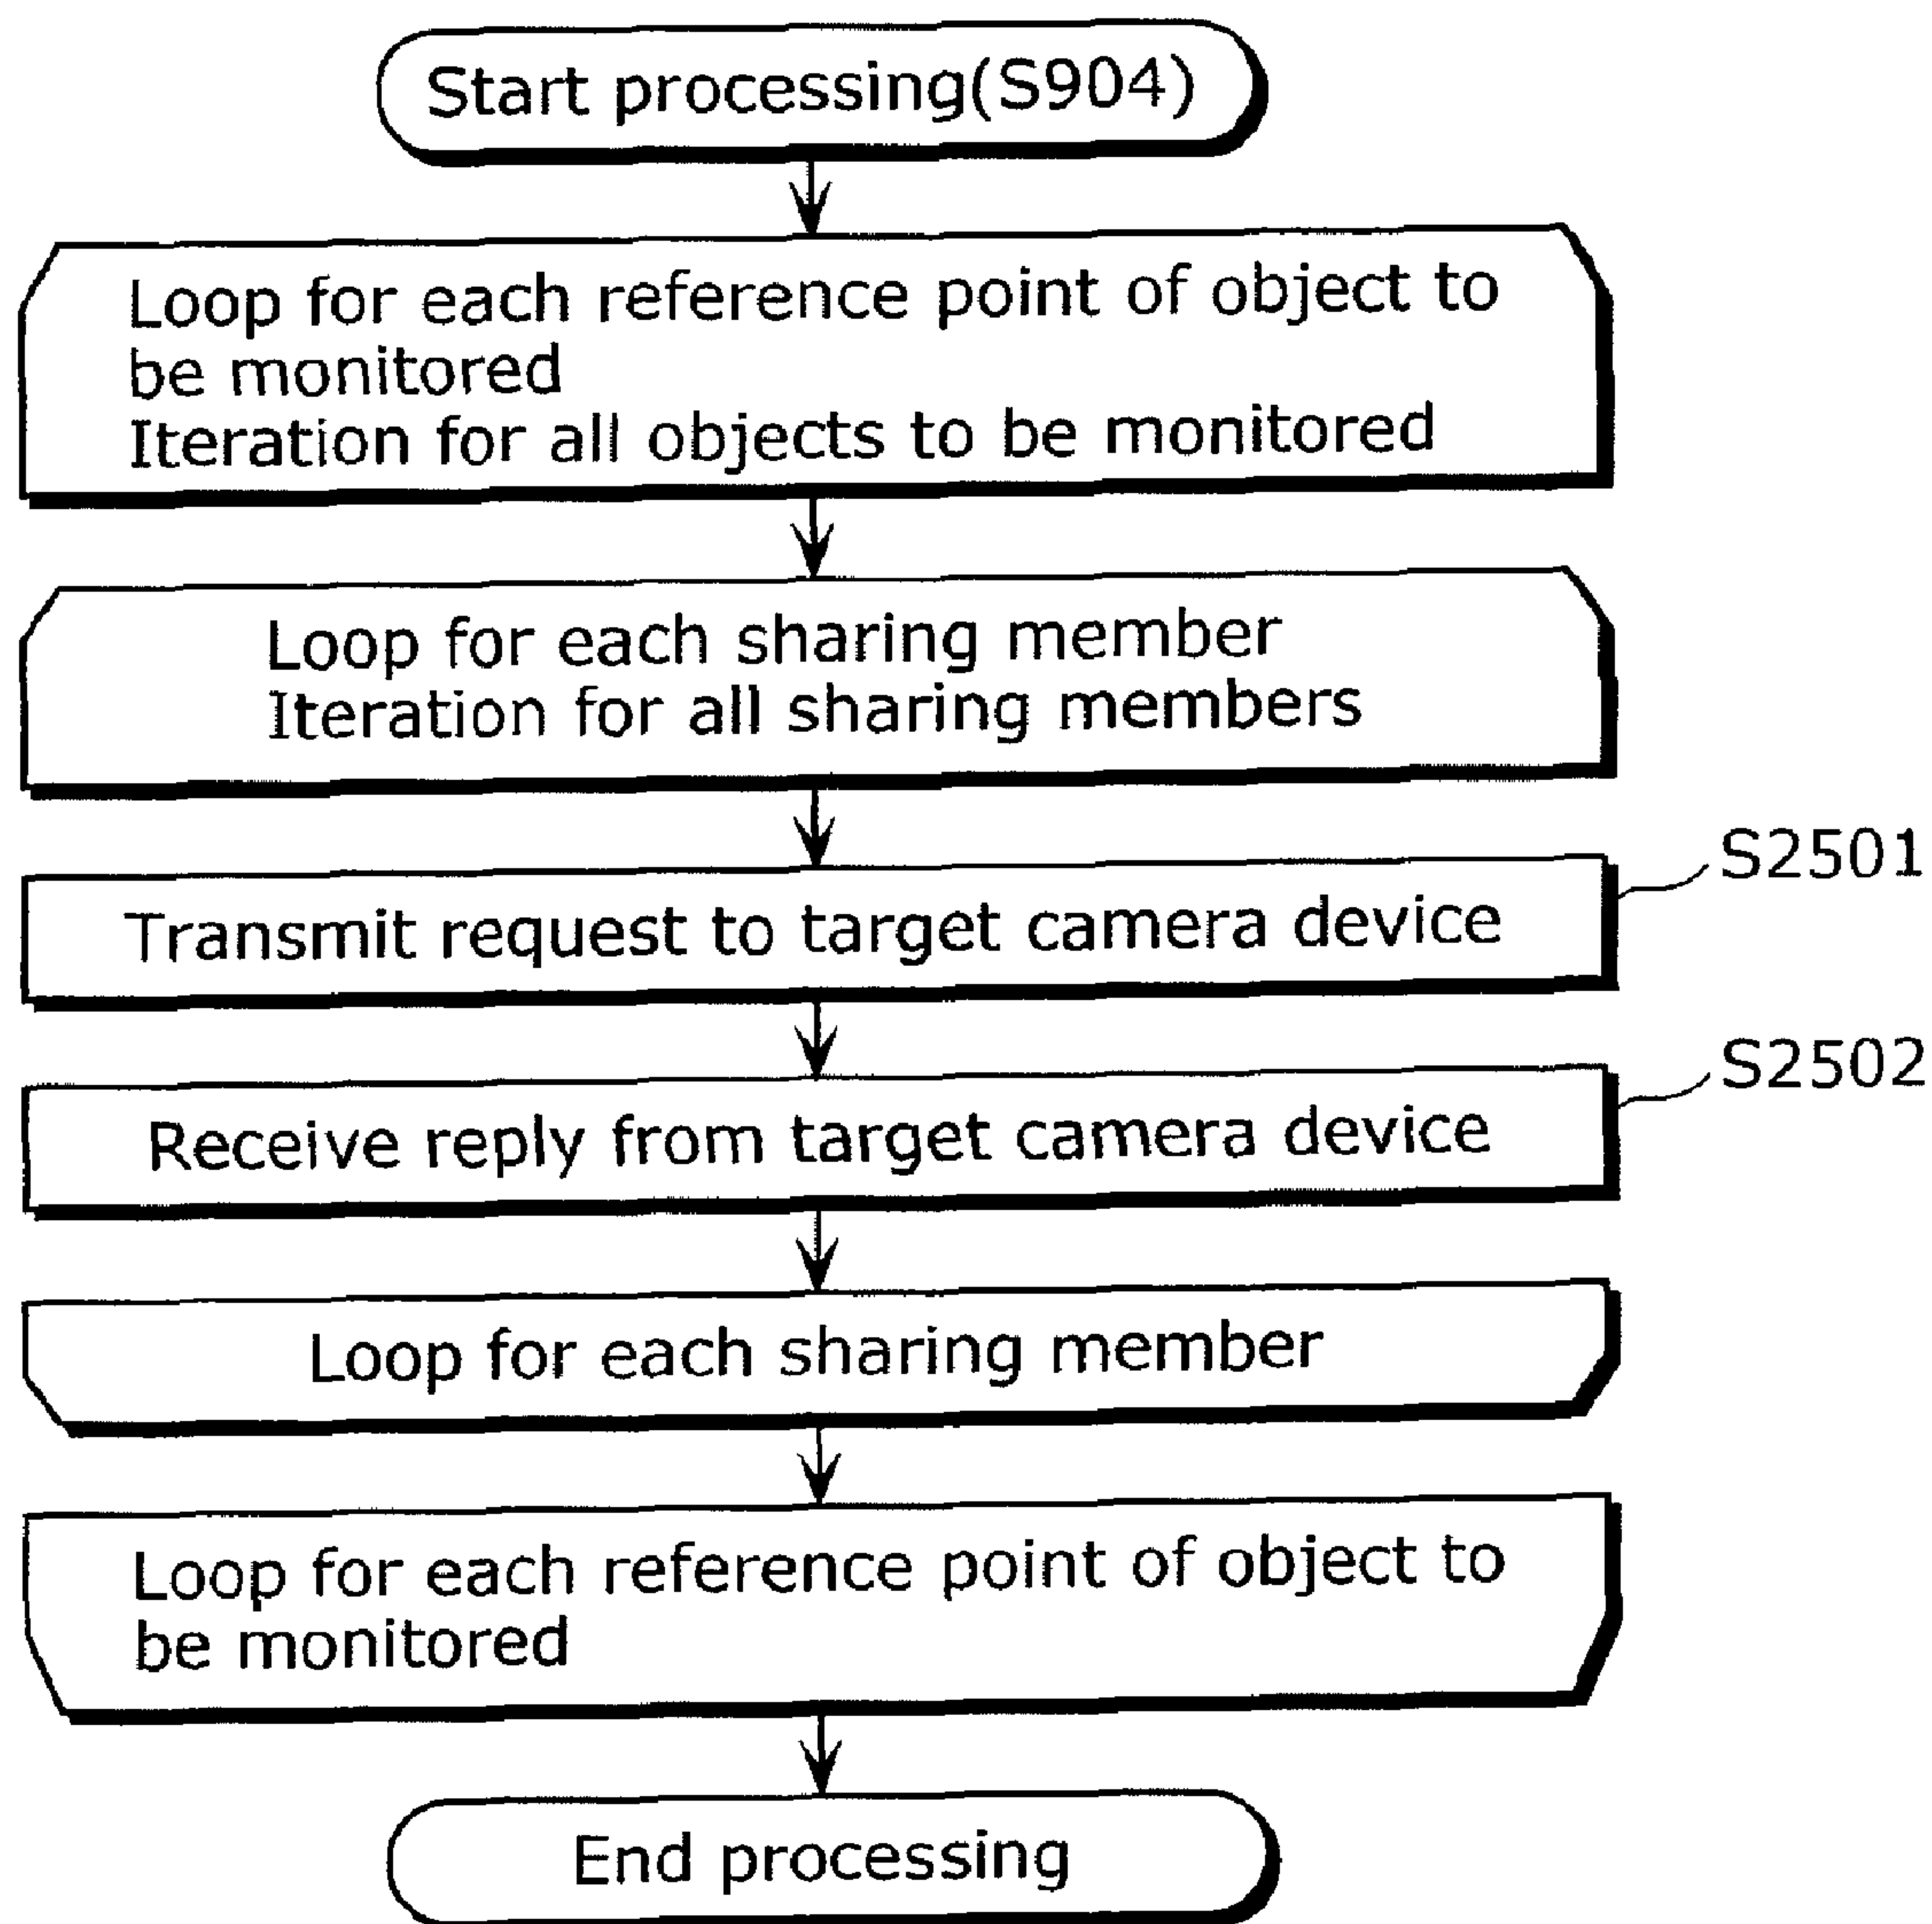 Start processing(S904)
Loop for each reference point of object to
be monitored
Iteration for all objects to be monitored
Loop for each sharing member
Iteration for all sharing members
S2501
Transmit request to target camera device
S2502
Receive reply from target camera device
Loop for each sharing member
Loop for each reference point of object to
be monitored
End processing